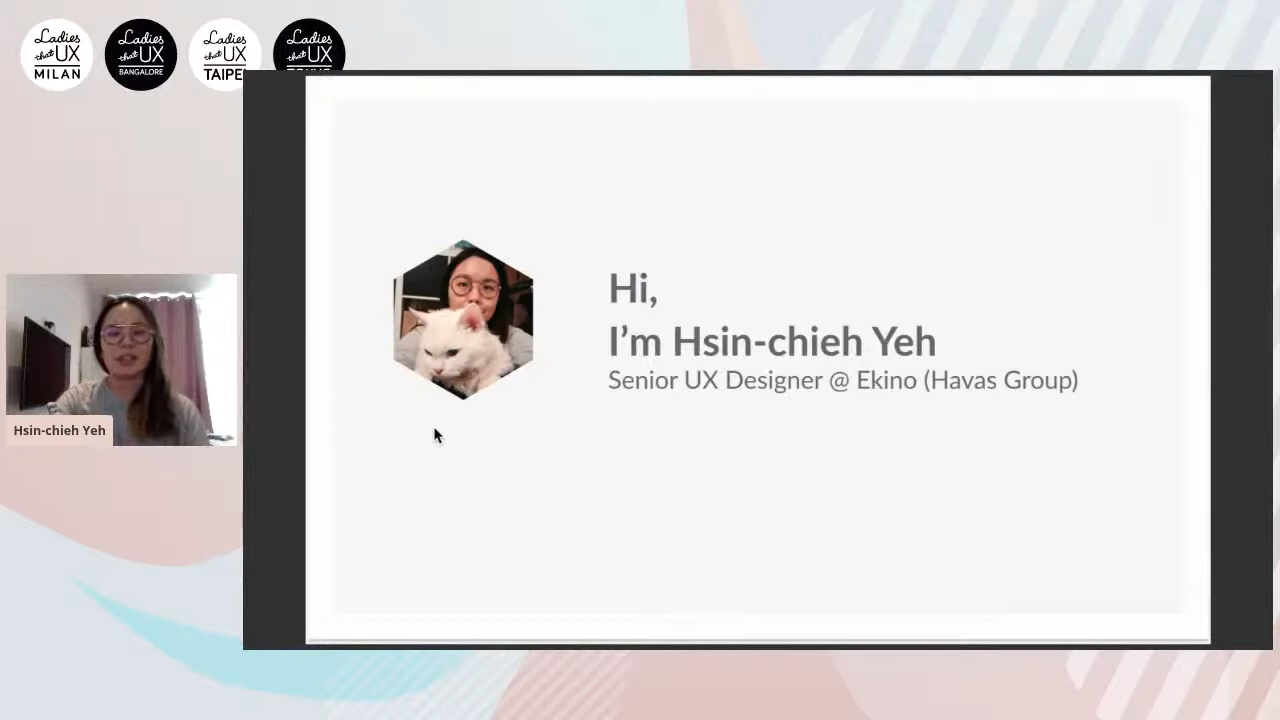 Ladies
that UX
MILAN
Ladies
that UX
BANGALORE
Ladies
that UX
TAIPE
Ladies
that UX
Hi,
I'm Hsin-chieh Yeh
Senior UX Designer @ Ekino (Havas Group)
Hsin-chieh Yeh